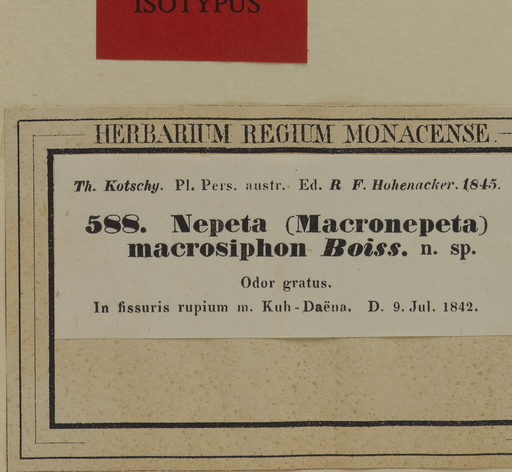 ISOTYPUS
HERBARIUM REGIUM MONACENSE.
Th. Kotschy. Pl. Pers. austr. Ed. R F. Hohenacker. 1845.
588. Nepeta (Macronepeta)
macrosiphon Boiss. n. sp.
Odor gratus.
In fissuris rupium m. Kuh-Daëna. D. 9. Jul. 1842.